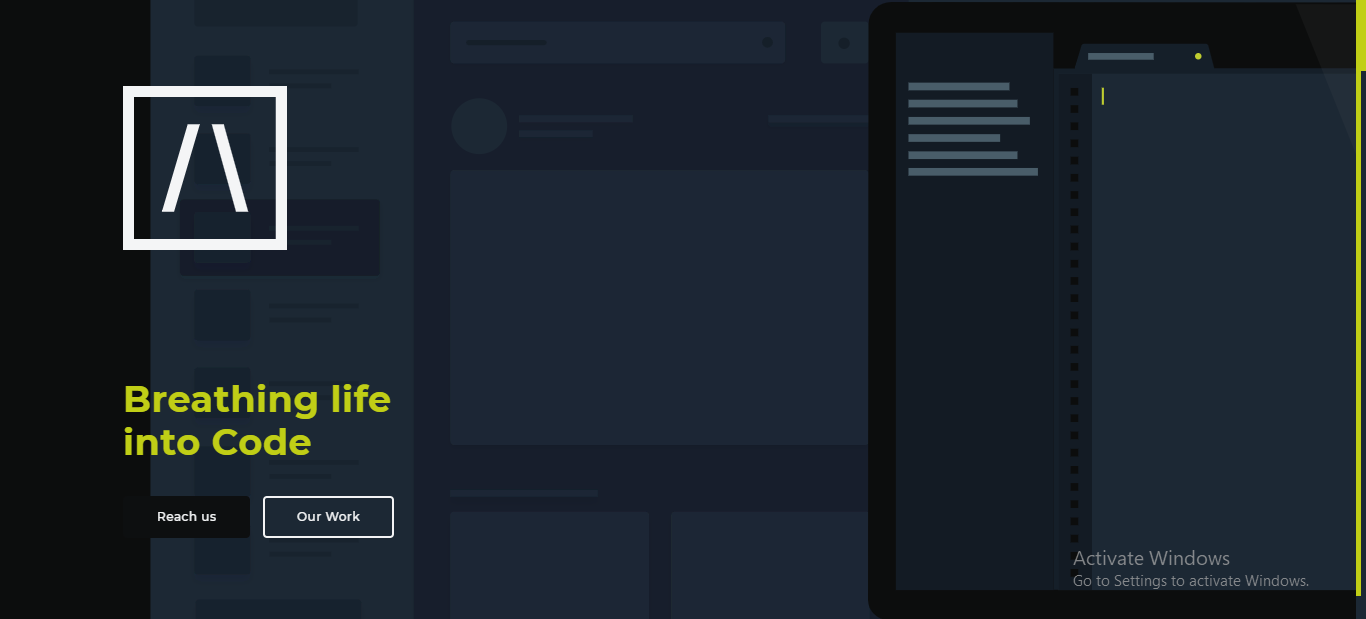 Breathing life
into Code
Reach us
Our Work
Activate Windows
Go to Settings to activate Windows.